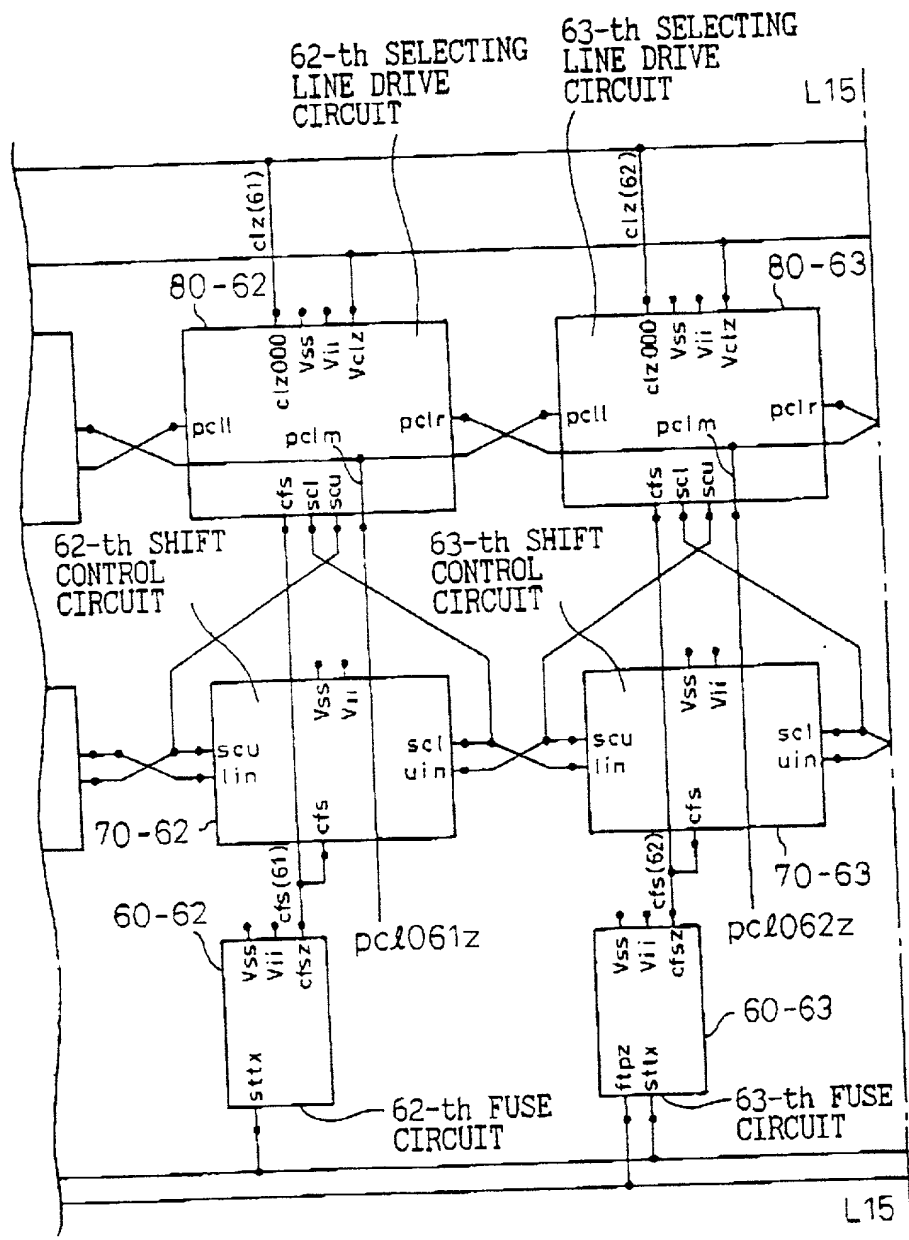 62-th SELECTING
LINE DRIVE
CIRCUIT
63-th SELECTING
LINE DRIVE
CIRCUIT
L15
clz(61)
clz(62)
80-62
80-63
clz000
Vss
Vii
Vclz
clz000
Vss
Vii
Vclz
pcll
pclm
pclr
pcll
pclm
pclr
cfs
scl
scu
cfs
scl
scu
62-th SHIFT
CONTROL
CIRCUIT
63-th SHIFT
CONTROL
CIRCUIT
Vss
Vii
Vss
Vii
scu
lin
scl
uin
scu
lin
scl
uin
cfs
cfs
70-62
70-63
cfs(61)
cfs(62)
60-62
pcl061z
pcl062z
Vss
Vii
cfsz
Vss
Vii
cfsz
60-63
sttx
ftpz
sttx
62-th FUSE
CIRCUIT
63-th FUSE
CIRCUIT
L15